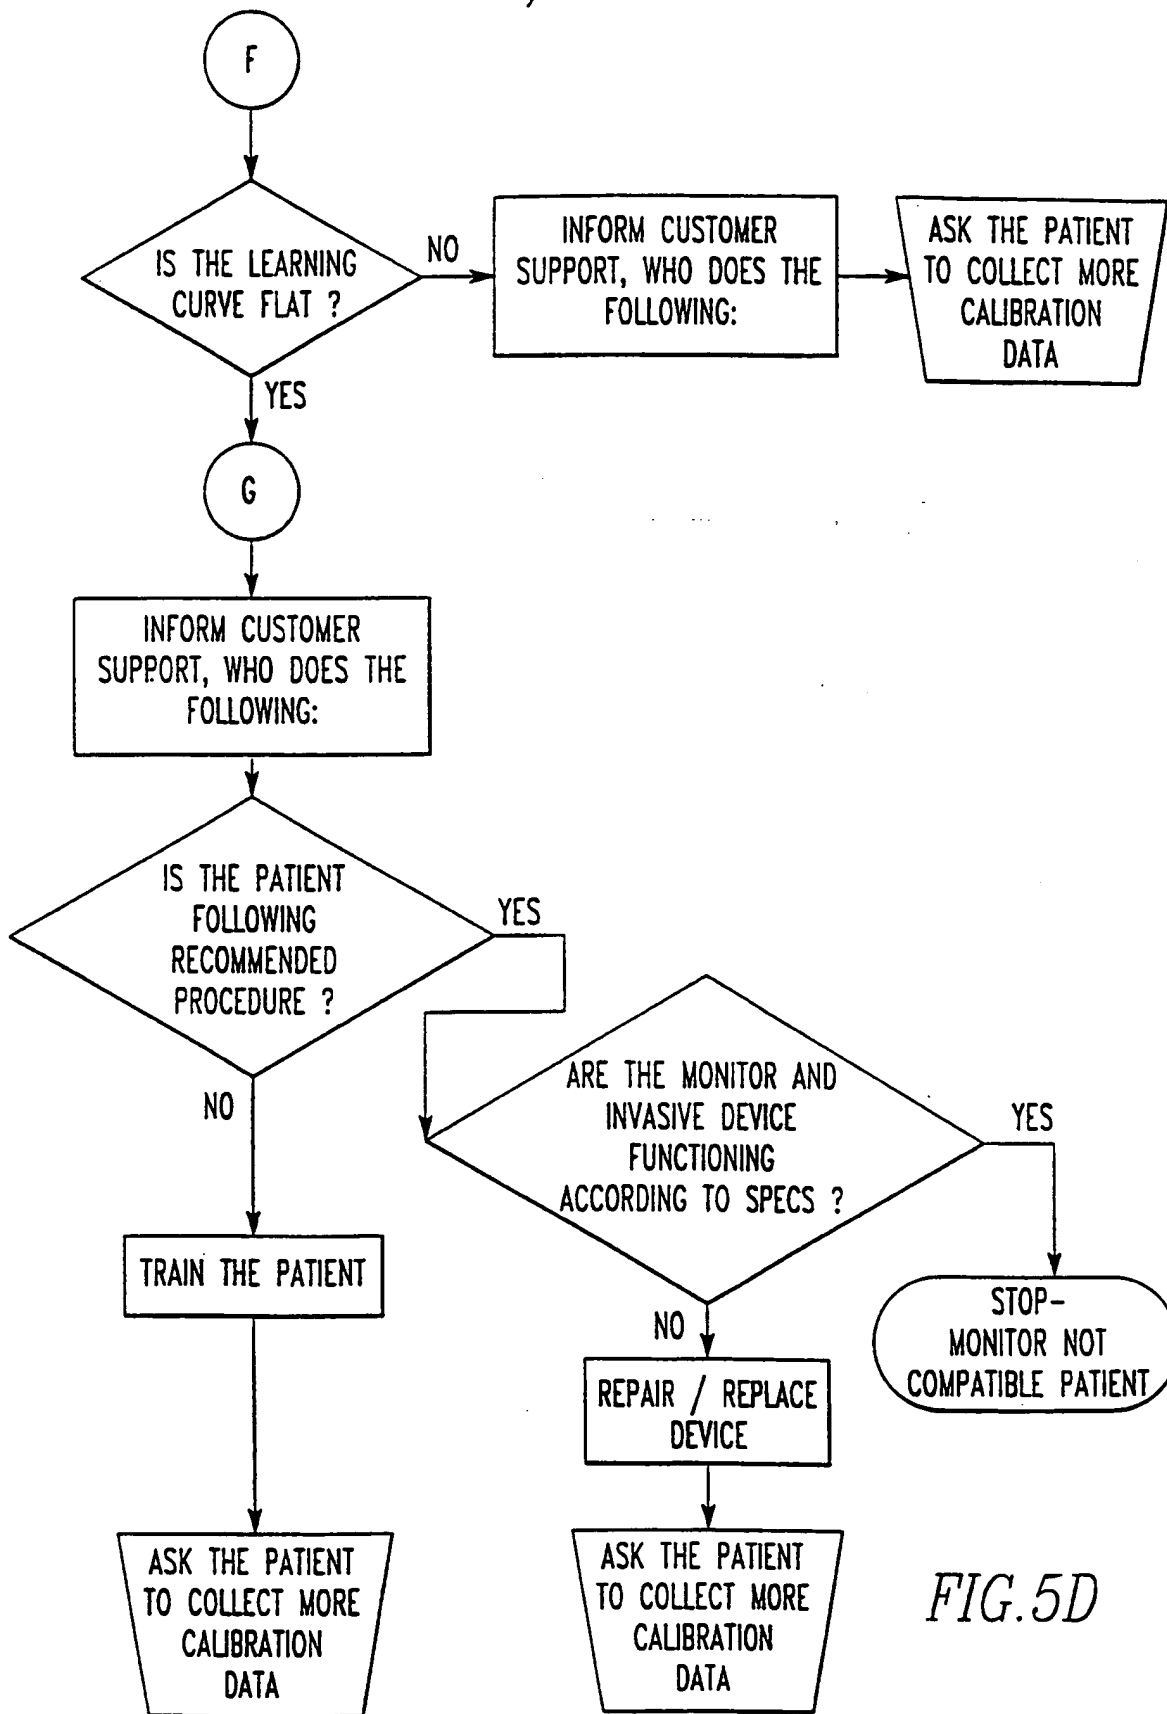 F
IS THE LEARNING
CURVE FLAT ?
NO
INFORM CUSTOMER
SUPPORT, WHO DOES THE
FOLLOWING:
ASK THE PATIENT
TO COLLECT MORE
CALIBRATION
DATA
YES
G
INFORM CUSTOMER
SUPPORT, WHO DOES THE
FOLLOWING:
IS THE PATIENT
FOLLOWING
RECOMMENDED
PROCEDURE ?
YES
NO
ARE THE MONITOR AND
INVASIVE DEVICE
FUNCTIONING
ACCORDING TO SPECS ?
YES
NO
TRAIN THE PATIENT
STOP-
MONITOR NOT
COMPATIBLE PATIENT
REPAIR / REPLACE
DEVICE
ASK THE PATIENT
TO COLLECT MORE
CALIBRATION
DATA
ASK THE PATIENT
TO COLLECT MORE
CALIBRATION
DATA
FIG.5D